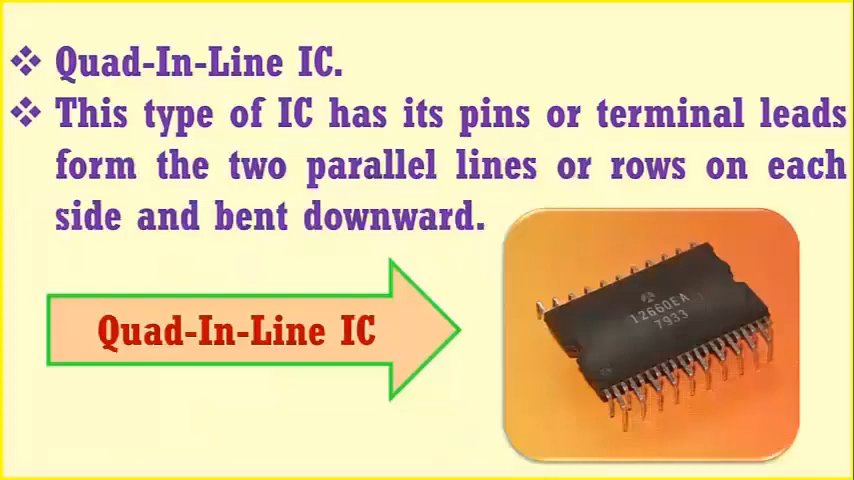 Quad-In-Line IC.
This type of IC has its pins or terminal leads
form the two parallel lines or rows on each
side and bent downward.
Quad-In-Line IC
12660EA
7933